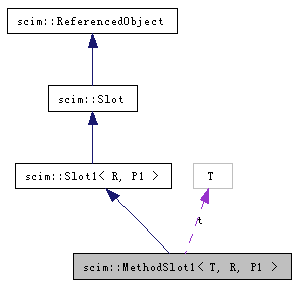 scim::ReferencedObject
scim::Slot
scim::Slot1< R, P1 >
T
t
scim::MethodSlot1< T, R, P1 >